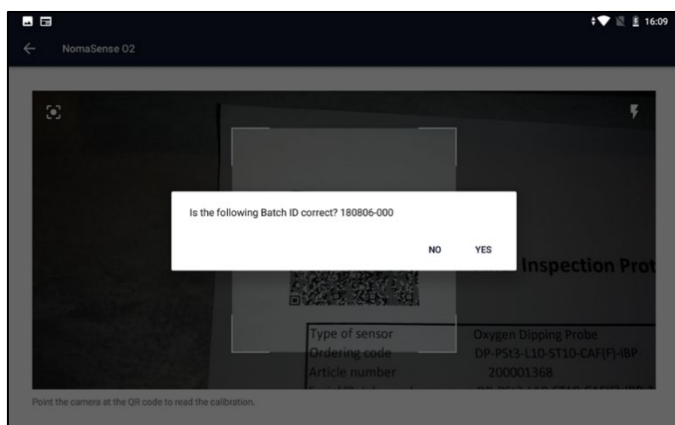 16:09
NomaSense O2
Is the following Batch ID correct? 180806-000
NO YES
Inspection Prot
Type of sensor Oxygen Dipping Probe
Ordering code DP-PSt3-L10-ST10-CAF(F)-IBP
Article number 200001368
Point the camera at the QR code to read the calibration.